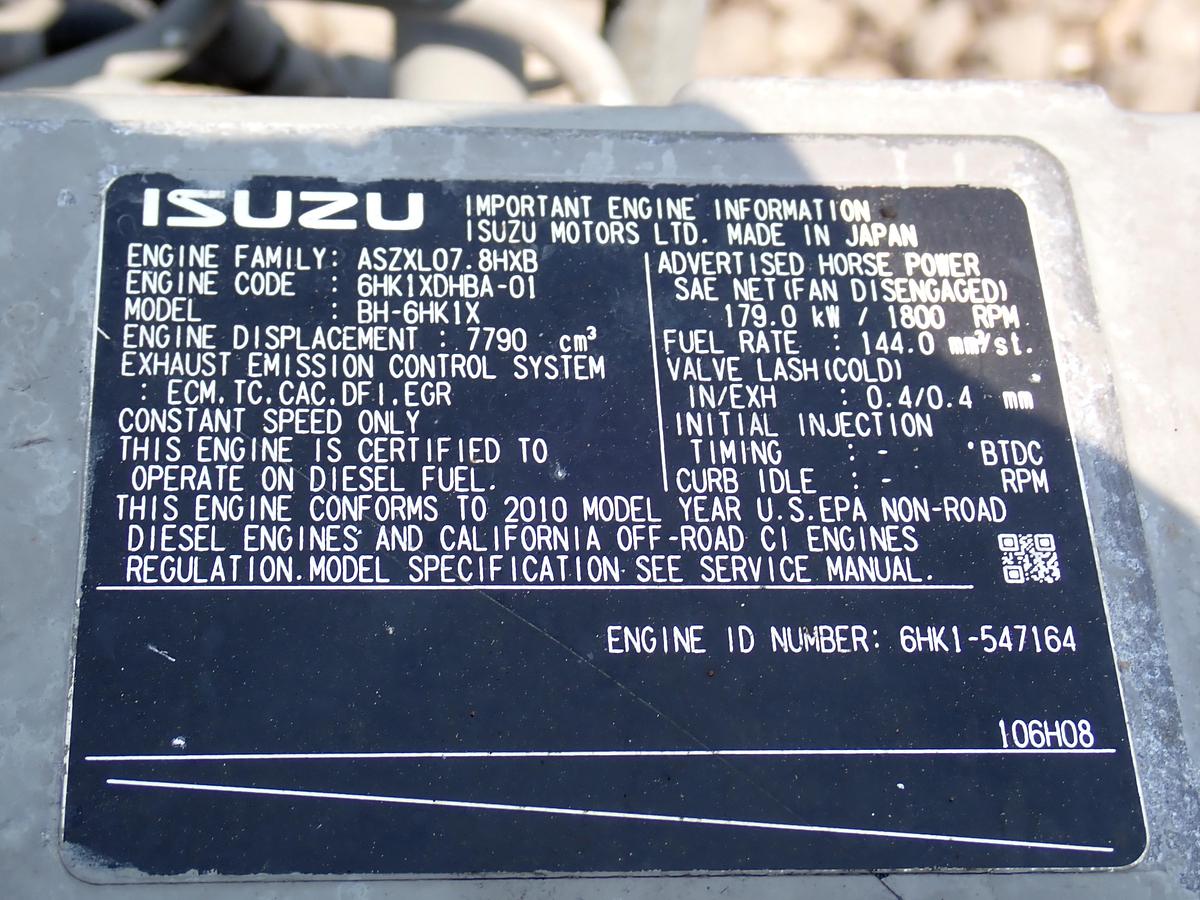 ISUZU
IMPORTANT ENGINE INFORMATION
ISUZU MOTORS LTD. MADE IN JAPAN
ENGINE FAMILY: ASZXL07.8HXB
ENGINE CODE : 6HK1XDHBA-01
MODEL : BH-6HK1X
ENGINE DISPLACEMENT : 7790 cm³
EXHAUST EMISSION CONTROL SYSTEM
: ECM.TC.CAC.DFI.EGR
CONSTANT SPEED ONLY
THIS ENGINE IS CERTIFIED TO
OPERATE ON DIESEL FUEL.
ADVERTISED HORSE POWER
SAE NET(FAN DISENGAGED)
179.0 kW / 1800 RPM
FUEL RATE : 144.0 mm³/st.
VALVE LASH(COLD)
IN/EXH : 0.4/0.4 mm
INITIAL INJECTION
TIMING : - °BTDC
CURB IDLE : - RPM
THIS ENGINE CONFORMS TO 2010 MODEL YEAR U.S.EPA NON-ROAD
DIESEL ENGINES AND CALIFORNIA OFF-ROAD CI ENGINES
REGULATION.MODEL SPECIFICATION SEE SERVICE MANUAL.
ENGINE ID NUMBER: 6HK1-547164
106H08